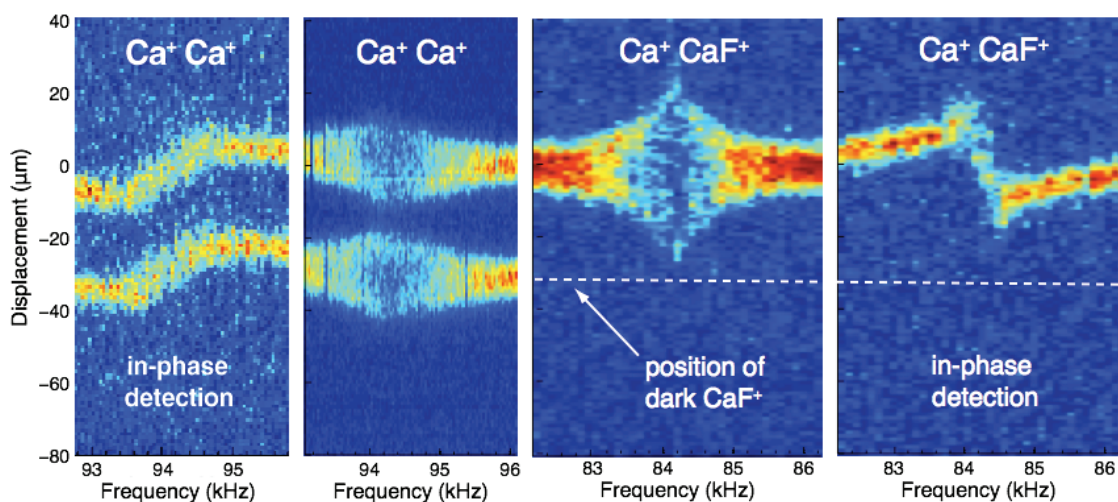 Ca⁺ Ca⁺
Ca⁺ Ca⁺
Ca⁺ CaF⁺
Ca⁺ CaF⁺
Displacement (µm)
40
20
0
−20
−40
−60
−80
in-phase
detection
position of
dark CaF⁺
in-phase
detection
93
94
95
94
95
96
83
84
85
86
83
84
85
86
Frequency (kHz)
Frequency (kHz)
Frequency (kHz)
Frequency (kHz)